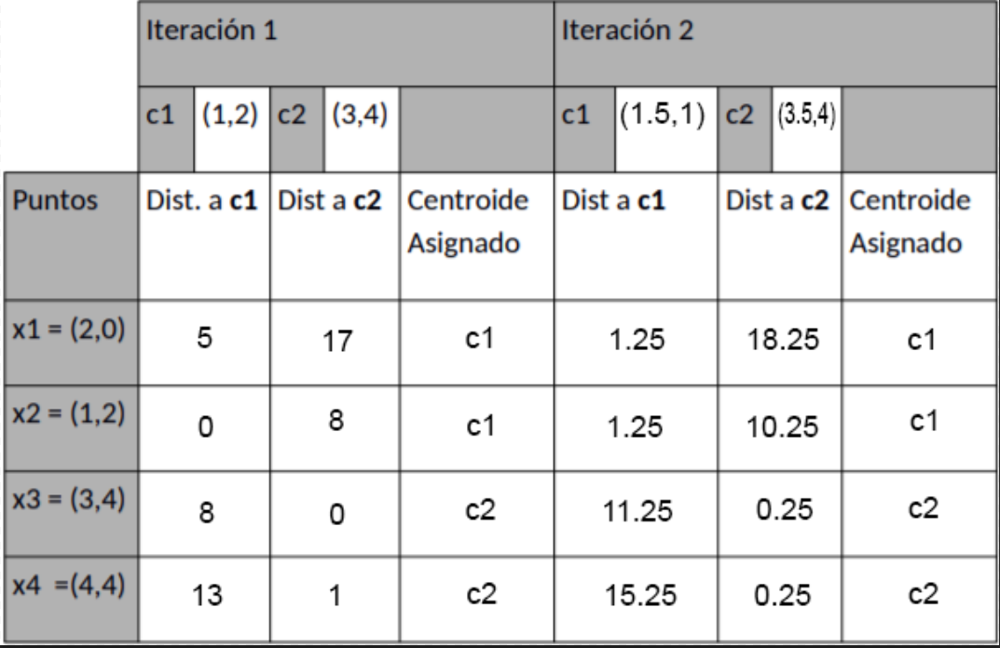 Iteración 1 Iteración 2
c1 (1,2) c2 (3,4) c1 (1.5,1) c2 (3.5,4)
Puntos Dist. a c1 Dist a c2 Centroide Asignado Dist a c1 Dist a c2 Centroide Asignado
x1 = (2,0) 5 17 c1 1.25 18.25 c1
x2 = (1,2) 0 8 c1 1.25 10.25 c1
x3 = (3,4) 8 0 c2 11.25 0.25 c2
x4 =(4,4) 13 1 c2 15.25 0.25 c2